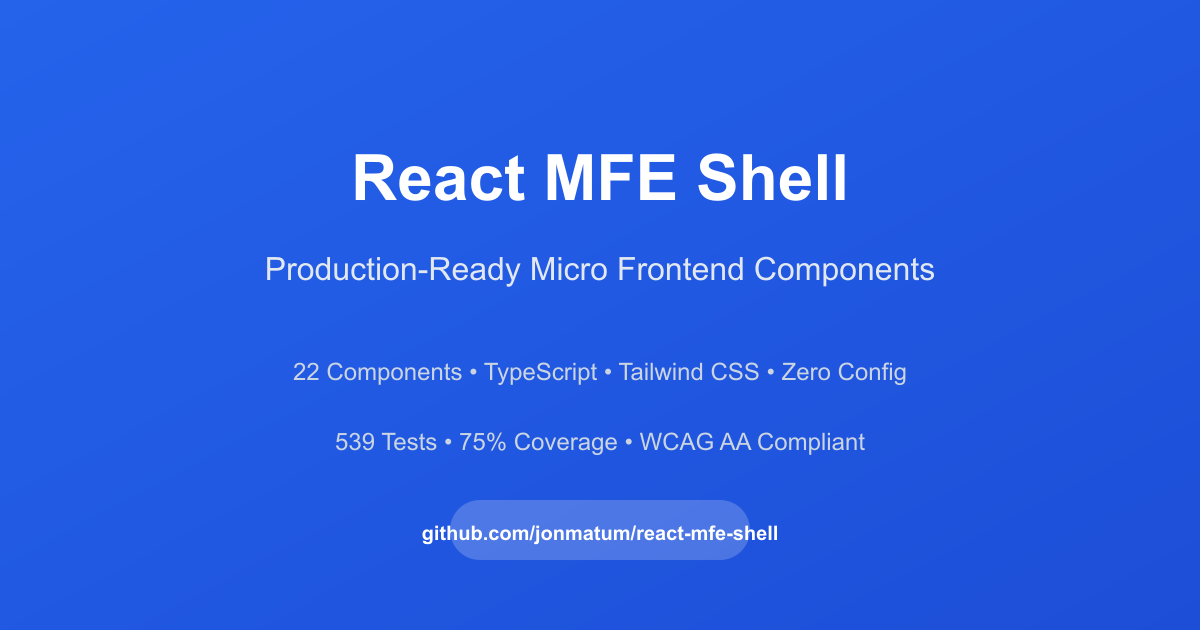 React MFE Shell
Production-Ready Micro Frontend Components
22 Components • TypeScript • Tailwind CSS • Zero Config
539 Tests • 75% Coverage • WCAG AA Compliant
github.com/jonmatum/react-mfe-shell